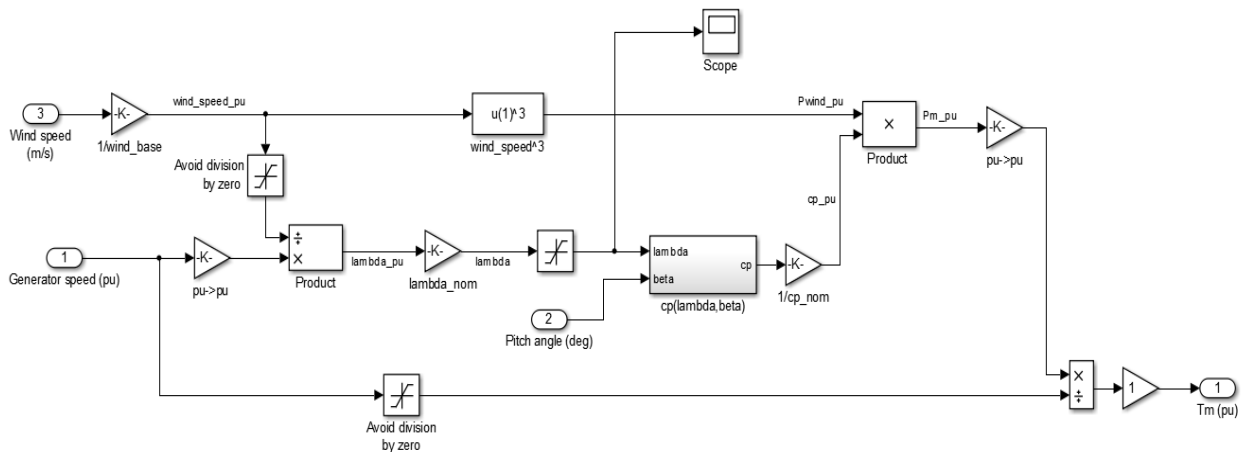 Scope
wind_speed_pu
3
Wind speed
(m/s)
-K-
1/wind_base
u(1)^3
wind_speed^3
Pwind_pu
×
Product
Pm_pu
-K-
pu->pu
Avoid division
by zero
cp_pu
1
Generator speed (pu)
-K-
pu->pu
÷
×
Product
lambda_pu
-K-
lambda_nom
lambda
lambda
beta
cp
cp(lambda,beta)
-K-
1/cp_nom
2
Pitch angle (deg)
Avoid division
by zero
×
÷
1
1
Tm (pu)